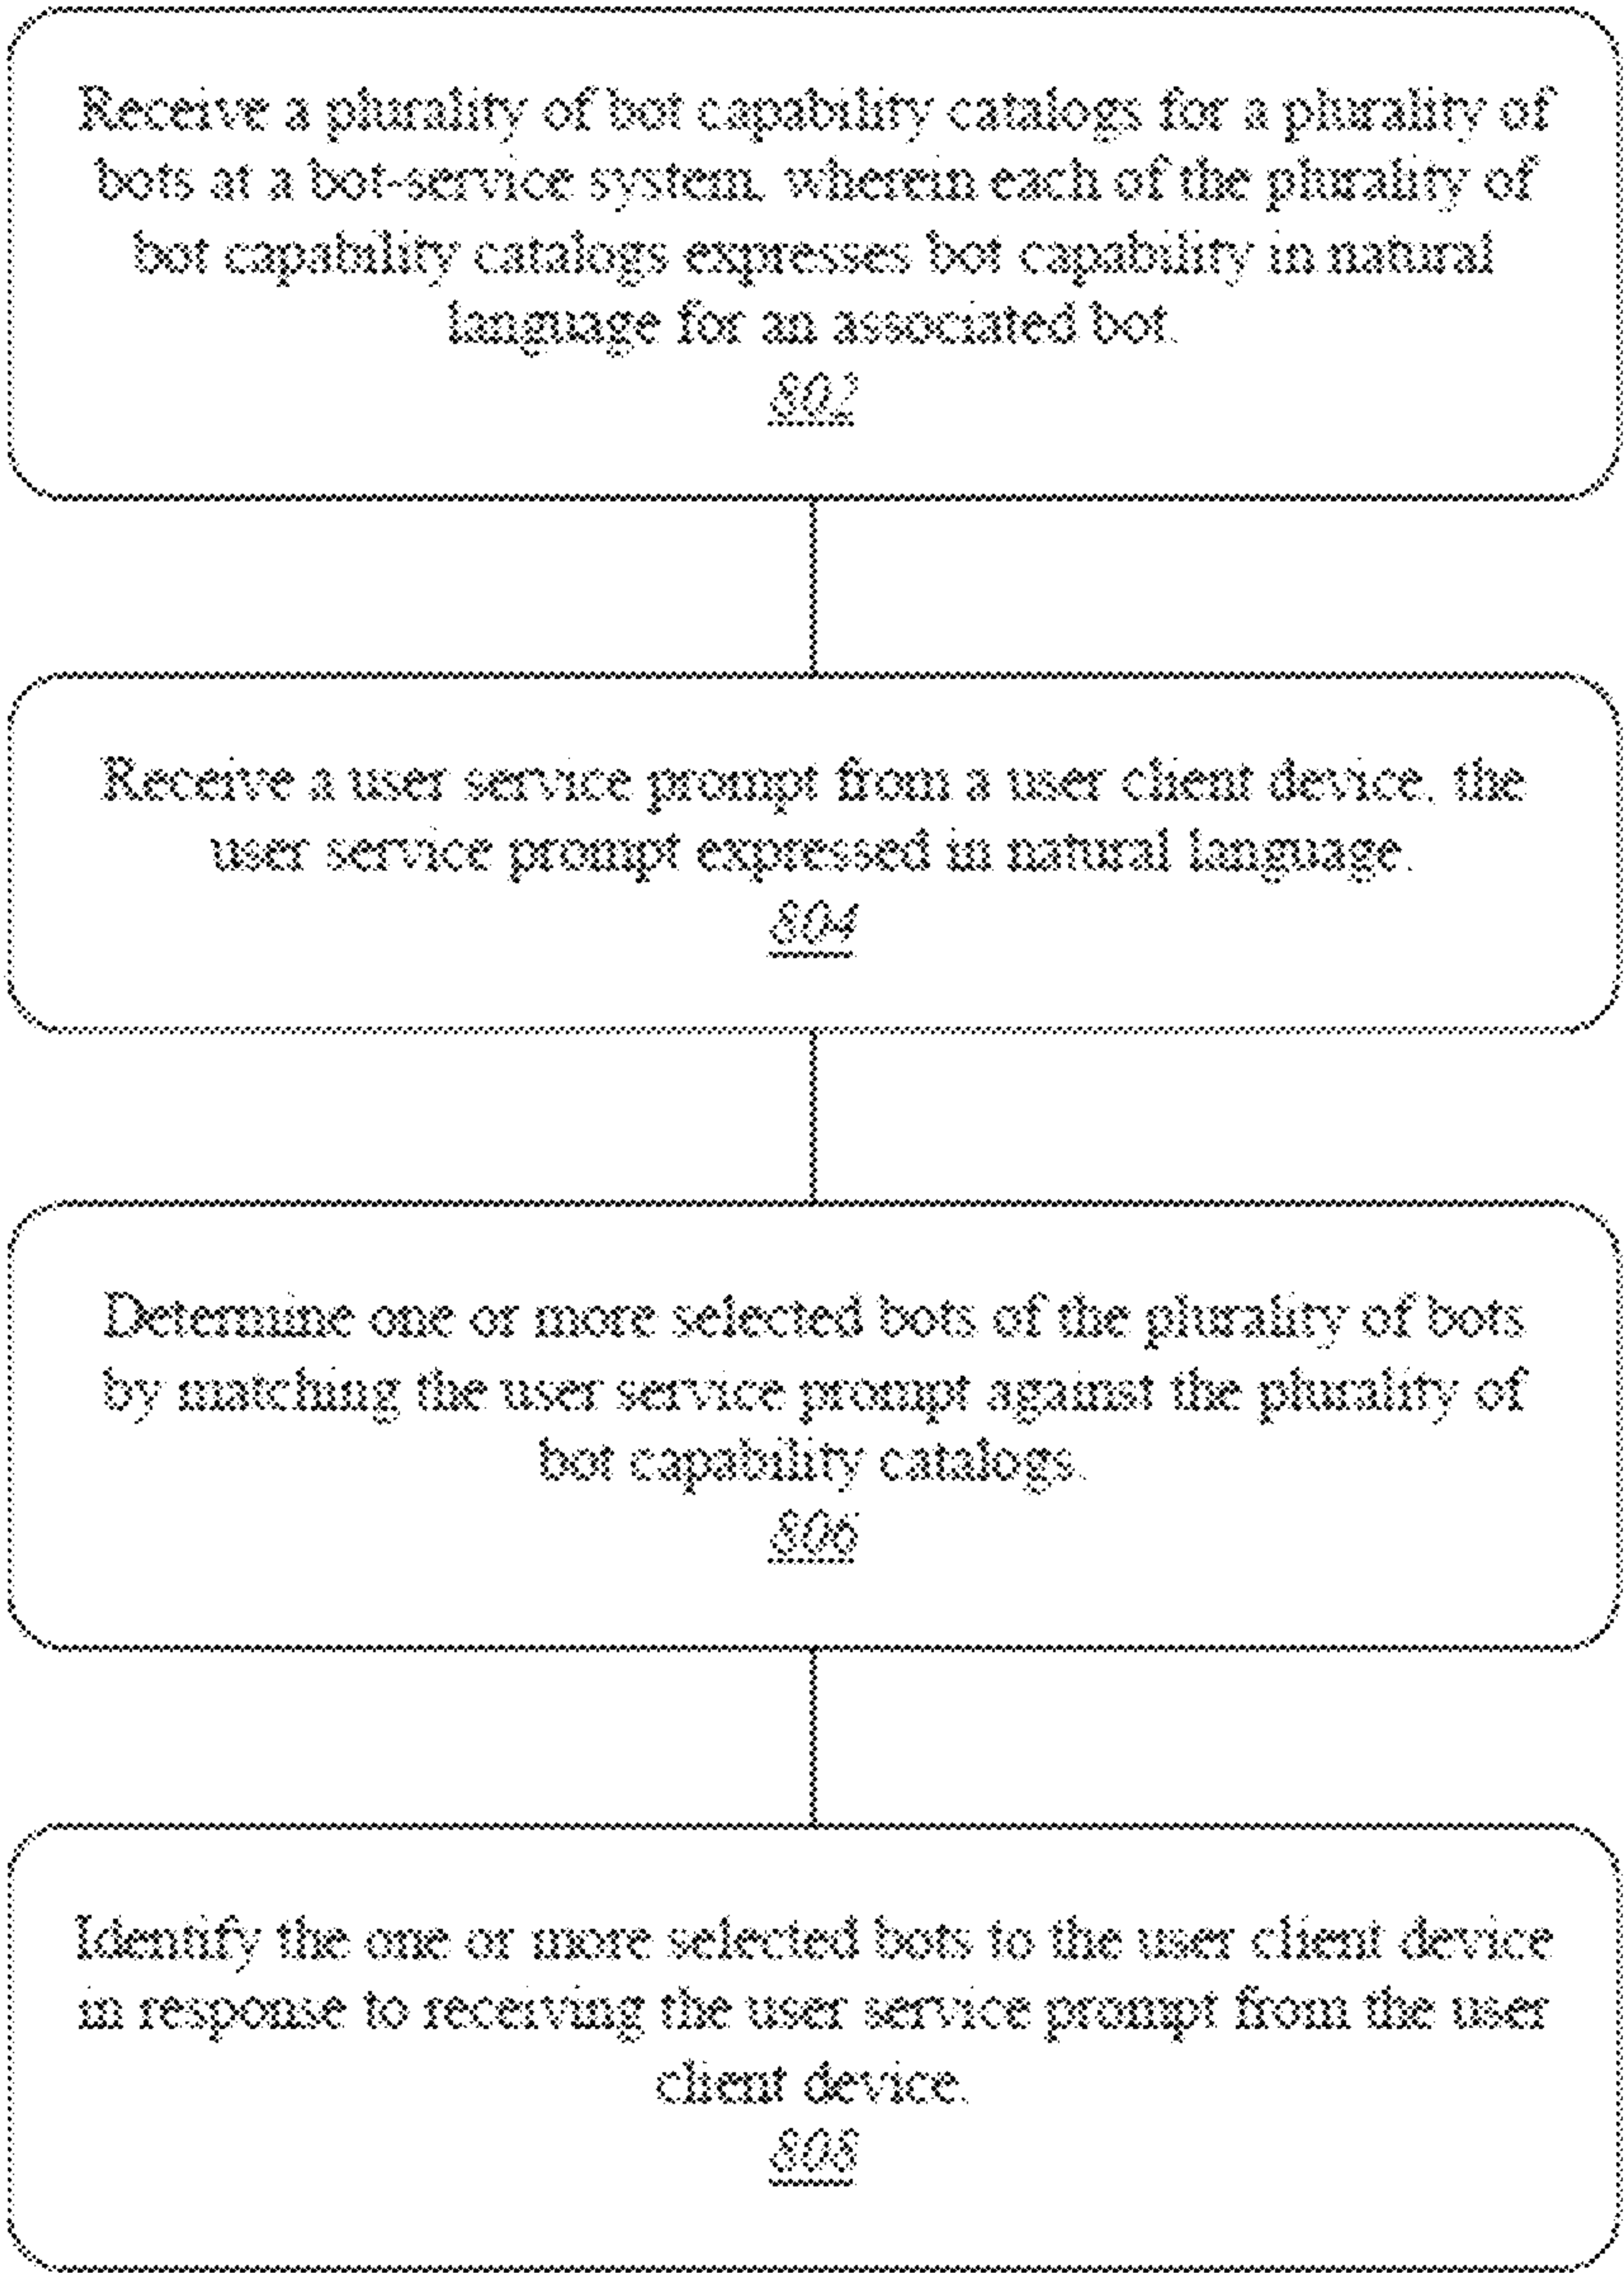 Receive a plurality of bot capability catalogs for a plurality of
bots at a bot-service system, wherein each of the plurality of
bot capability catalogs expresses bot capability in natural
language for an associated bot.
802
Receive a user service prompt from a user client device, the
user service prompt expressed in natural language.
804
Determine one or more selected bots of the plurality of bots
by matching the user service prompt against the plurality of
bot capability catalogs.
806
Identify the one or more selected bots to the user client device
in response to receiving the user service prompt from the user
client device.
808